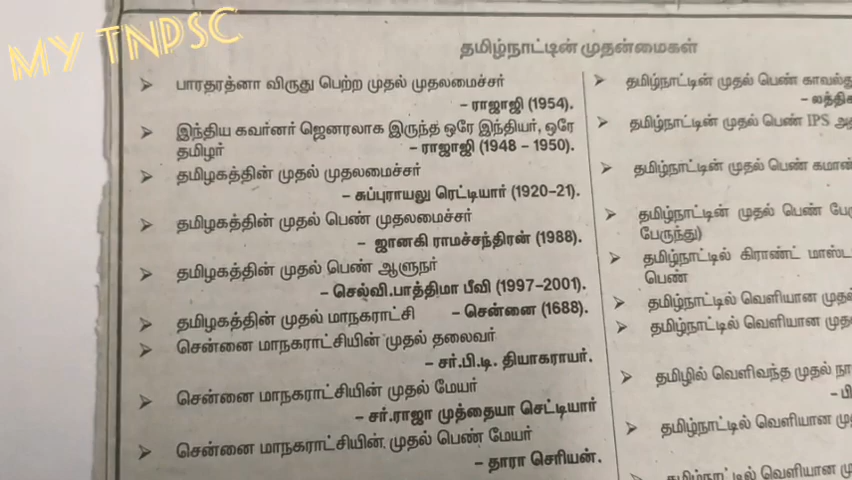 MY TNPSC
தமிழ்நாட்டின் முதன்மைகள்
➤ பாரதரத்னா விருது பெற்ற முதல் முதலமைச்சர்
– ராஜாஜி (1954).
➤ இந்திய கவர்னர் ஜெனரலாக இருந்த ஒரே இந்தியர், ஒரே
தமிழர் – ராஜாஜி (1948 – 1950).
➤ தமிழகத்தின் முதல் முதலமைச்சர்
– சுப்புராயலு ரெட்டியார் (1920–21).
➤ தமிழகத்தின் முதல் பெண் முதலமைச்சர்
– ஜானகி ராமச்சந்திரன் (1988).
➤ தமிழகத்தின் முதல் பெண் ஆளுநர்
– செல்வி.பாத்திமா பீவி (1997–2001).
➤ தமிழகத்தின் முதல் மாநகராட்சி – சென்னை (1688).
➤ சென்னை மாநகராட்சியின் முதல் தலைவர்
– சர்.பி.டி. தியாகராயர்.
➤ சென்னை மாநகராட்சியின் முதல் மேயர்
– சர்.ராஜா முத்தையா செட்டியார்
➤ சென்னை மாநகராட்சியின் முதல் பெண் மேயர்
– தாரா செரியன்.
➤ தமிழ்நாட்டின் முதல் பெண்
➤ தமிழ்நாட்டின் முதல் பெண் IPS
➤ தமிழ்நாட்டின் முதல் பெண்
➤ தமிழ்நாட்டின் முதல் பெண்
பேருந்து)
➤ தமிழ்நாட்டில் கிராண்ட்
பெண்
➤ தமிழ்நாட்டில் வெளியான
➤ தமிழ்நாட்டில் வெளியான
➤ தமிழில் வெளிவந்த முதல்
➤ தமிழ்நாட்டில் வெளியான
தமிழ்நாட்டில் வெளியான